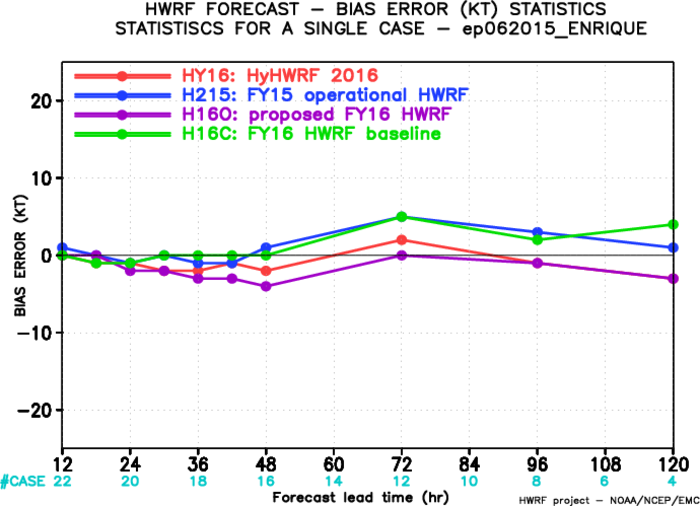 HWRF FORECAST – BIAS ERROR (KT) STATISTICS
STATISTISCS FOR A SINGLE CASE – ep062015_ENRIQUE
HY16: HyHWRF 2016
H215: FY15 operational HWRF
H16O: proposed FY16 HWRF
H16C: FY16 HWRF baseline
BIAS ERROR (KT)
20
10
0
−10
−20
12 24 36 48 60 72 84 96 108 120
#CASE 22 20 18 16 14 12 10 8 6 4
Forecast lead time (hr)
HWRF project – NOAA/NCEP/EMC